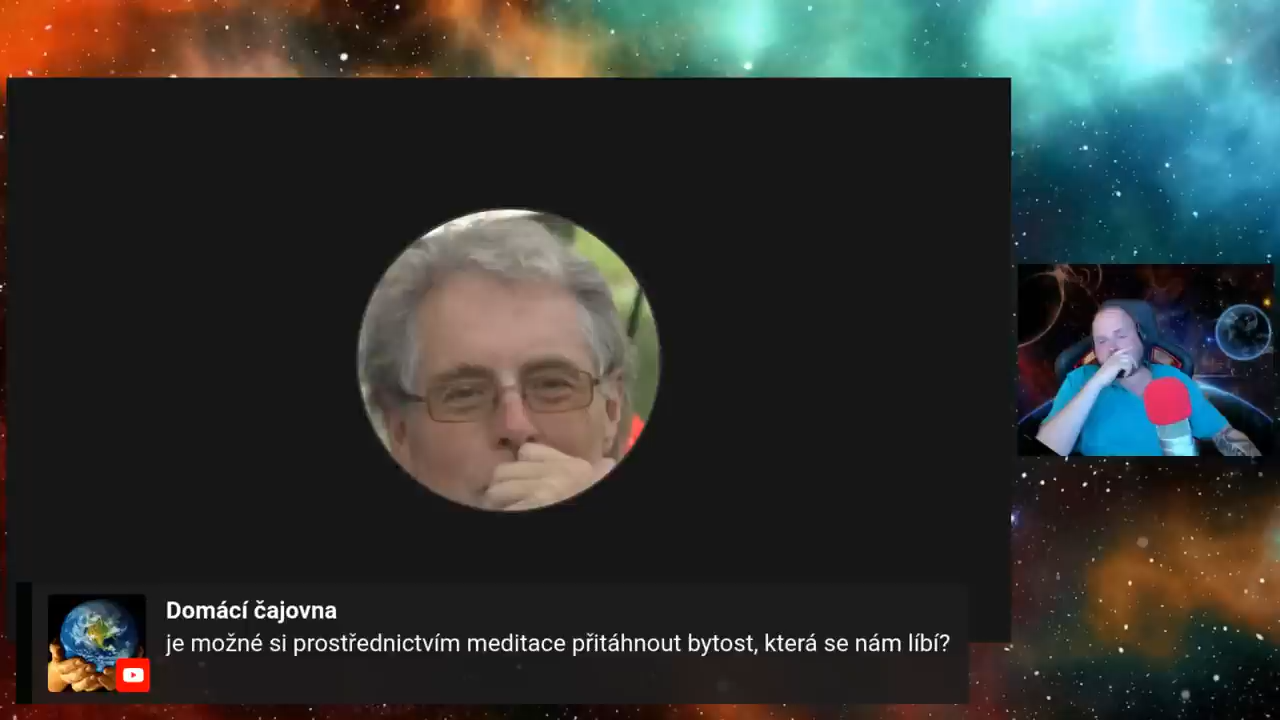 Domácí čajovna
je možné si prostřednictvím meditace přitáhnout bytost, která se nám líbí?